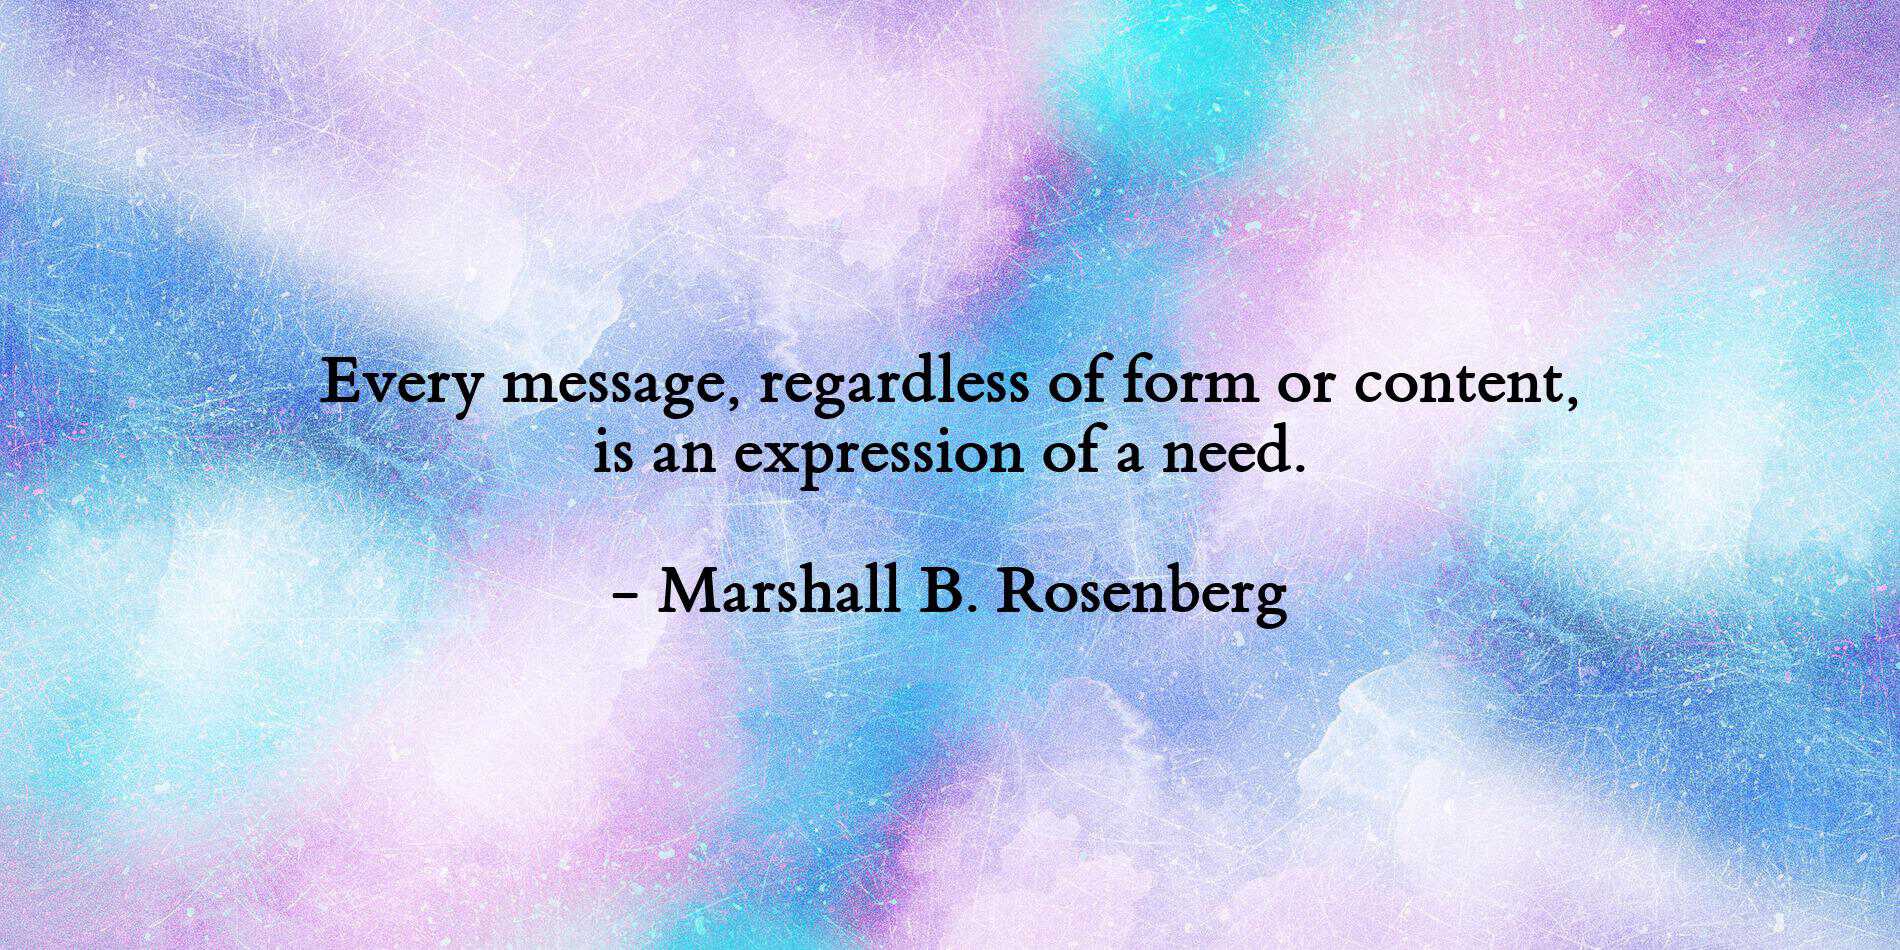 Every message, regardless of form or content,
is an expression of a need.
– Marshall B. Rosenberg